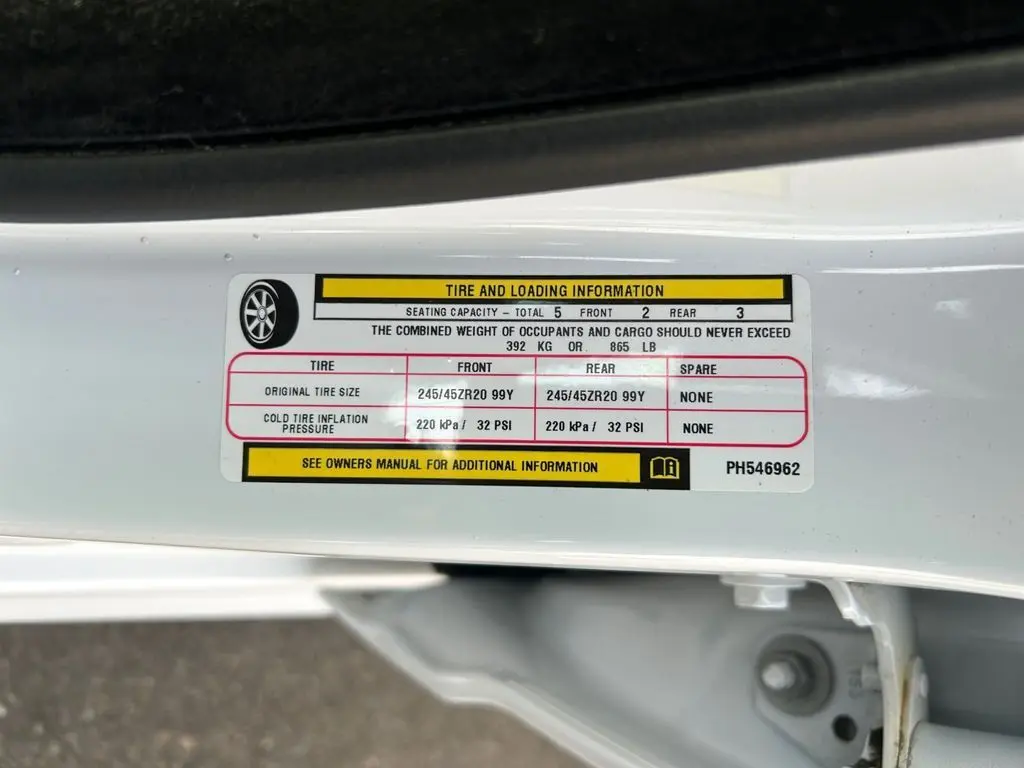 TIRE AND LOADING INFORMATION
SEATING CAPACITY – TOTAL 5 FRONT 2 REAR 3
THE COMBINED WEIGHT OF OCCUPANTS AND CARGO SHOULD NEVER EXCEED
392 KG OR 865 LB
TIRE FRONT REAR SPARE
ORIGINAL TIRE SIZE 245/45ZR20 99Y 245/45ZR20 99Y NONE
COLD TIRE INFLATION PRESSURE 220 kPa / 32 PSI 220 kPa / 32 PSI NONE
SEE OWNERS MANUAL FOR ADDITIONAL INFORMATION
PH546962